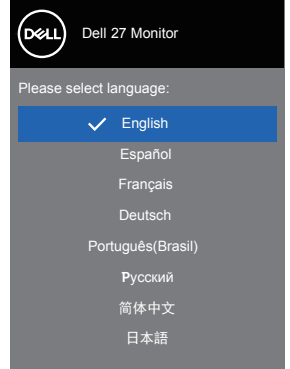 DELL
Dell 27 Monitor
Please select language:
English
Español
Français
Deutsch
Português(Brasil)
Русский
简体中文
日本語